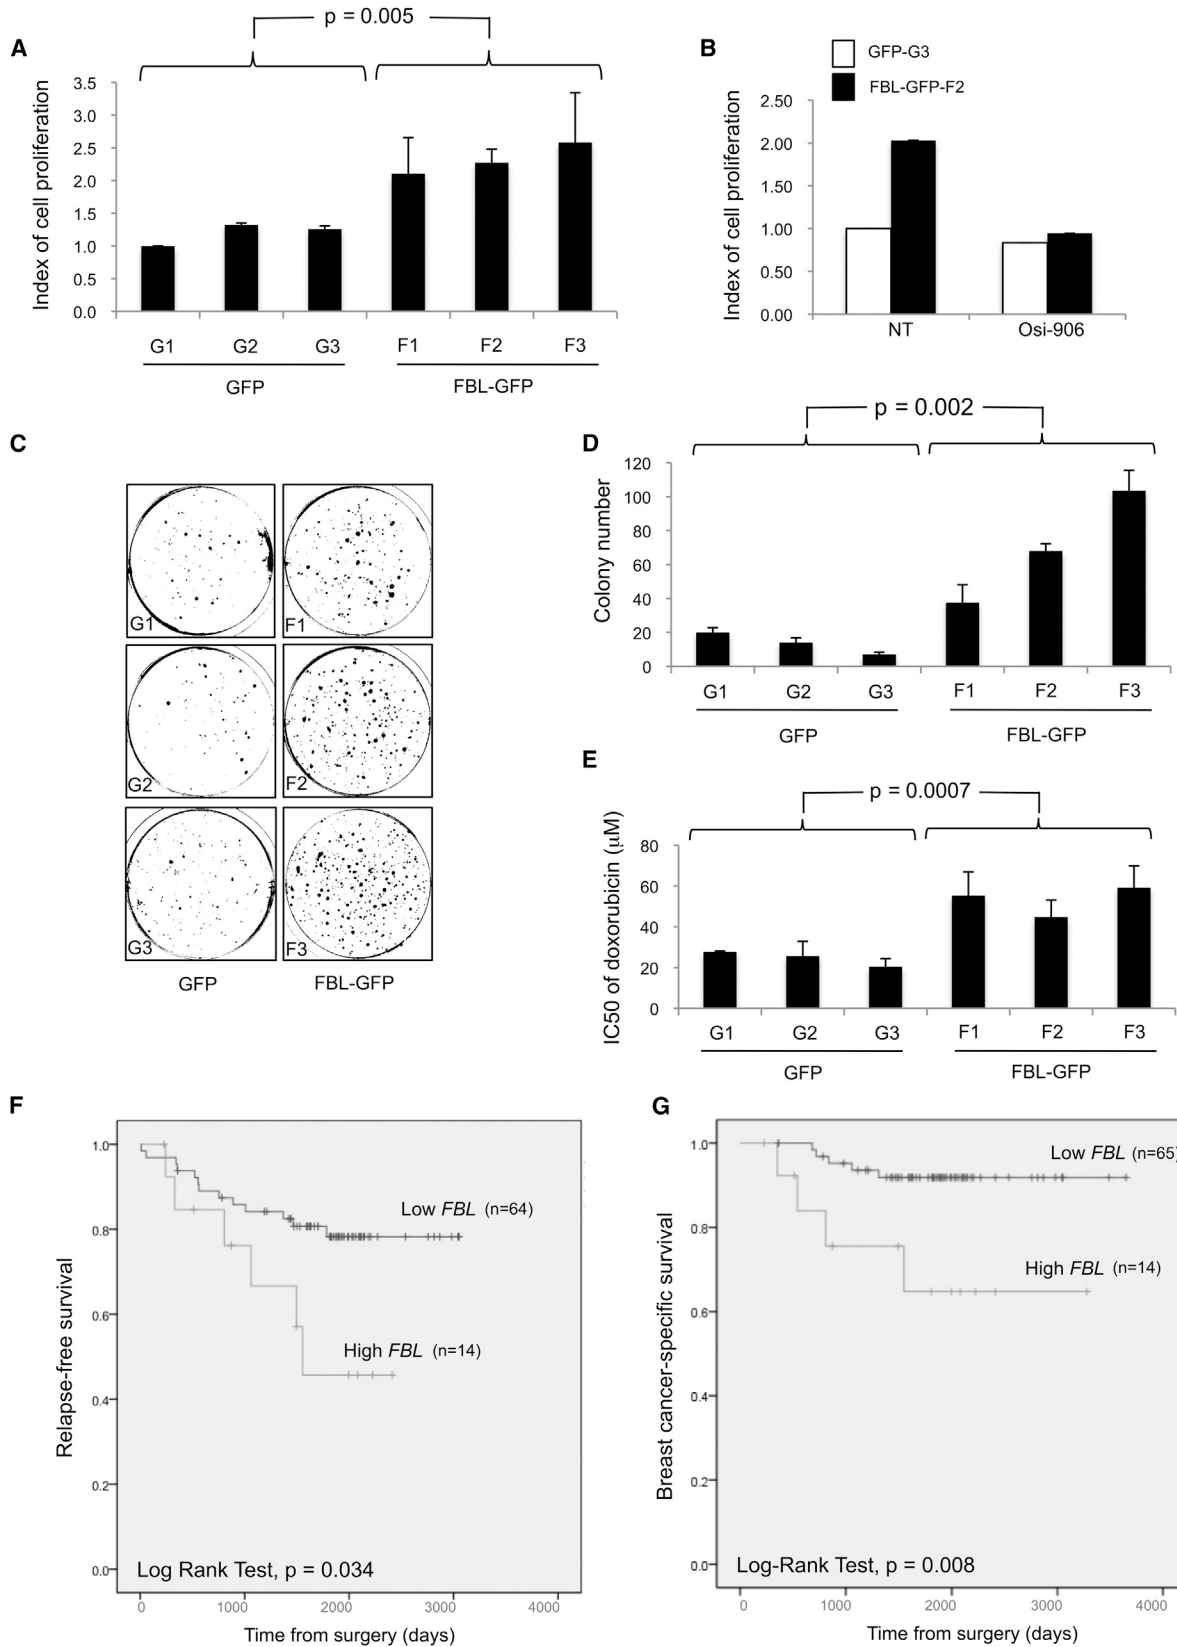 A
p = 0.005
Index of cell proliferation
3.5
3.0
2.5
2.0
1.5
1.0
0.5
0.0
G1 G2 G3 F1 F2 F3
GFP FBL-GFP
B
GFP-G3
FBL-GFP-F2
Index of cell proliferation
2.50
2.00
1.50
1.00
0.50
0.00
NT Osi-906
C
G1 F1
G2 F2
G3 F3
GFP FBL-GFP
D
p = 0.002
Colony number
120
100
80
60
40
20
0
G1 G2 G3 F1 F2 F3
GFP FBL-GFP
E
p = 0.0007
IC50 of doxorubicin (µM)
80
60
40
20
0
G1 G2 G3 F1 F2 F3
GFP FBL-GFP
F
Relapse-free survival
1.0
0.8
0.6
0.4
0.2
0.0
Low FBL (n=64)
High FBL (n=14)
Log Rank Test, p = 0.034
0 1000 2000 3000 4000
Time from surgery (days)
G
Breast cancer-specific survival
1.0
0.8
0.6
0.4
0.2
0.0
Low FBL (n=65)
High FBL (n=14)
Log-Rank Test, p = 0.008
0 1000 2000 3000 4000
Time from surgery (days)